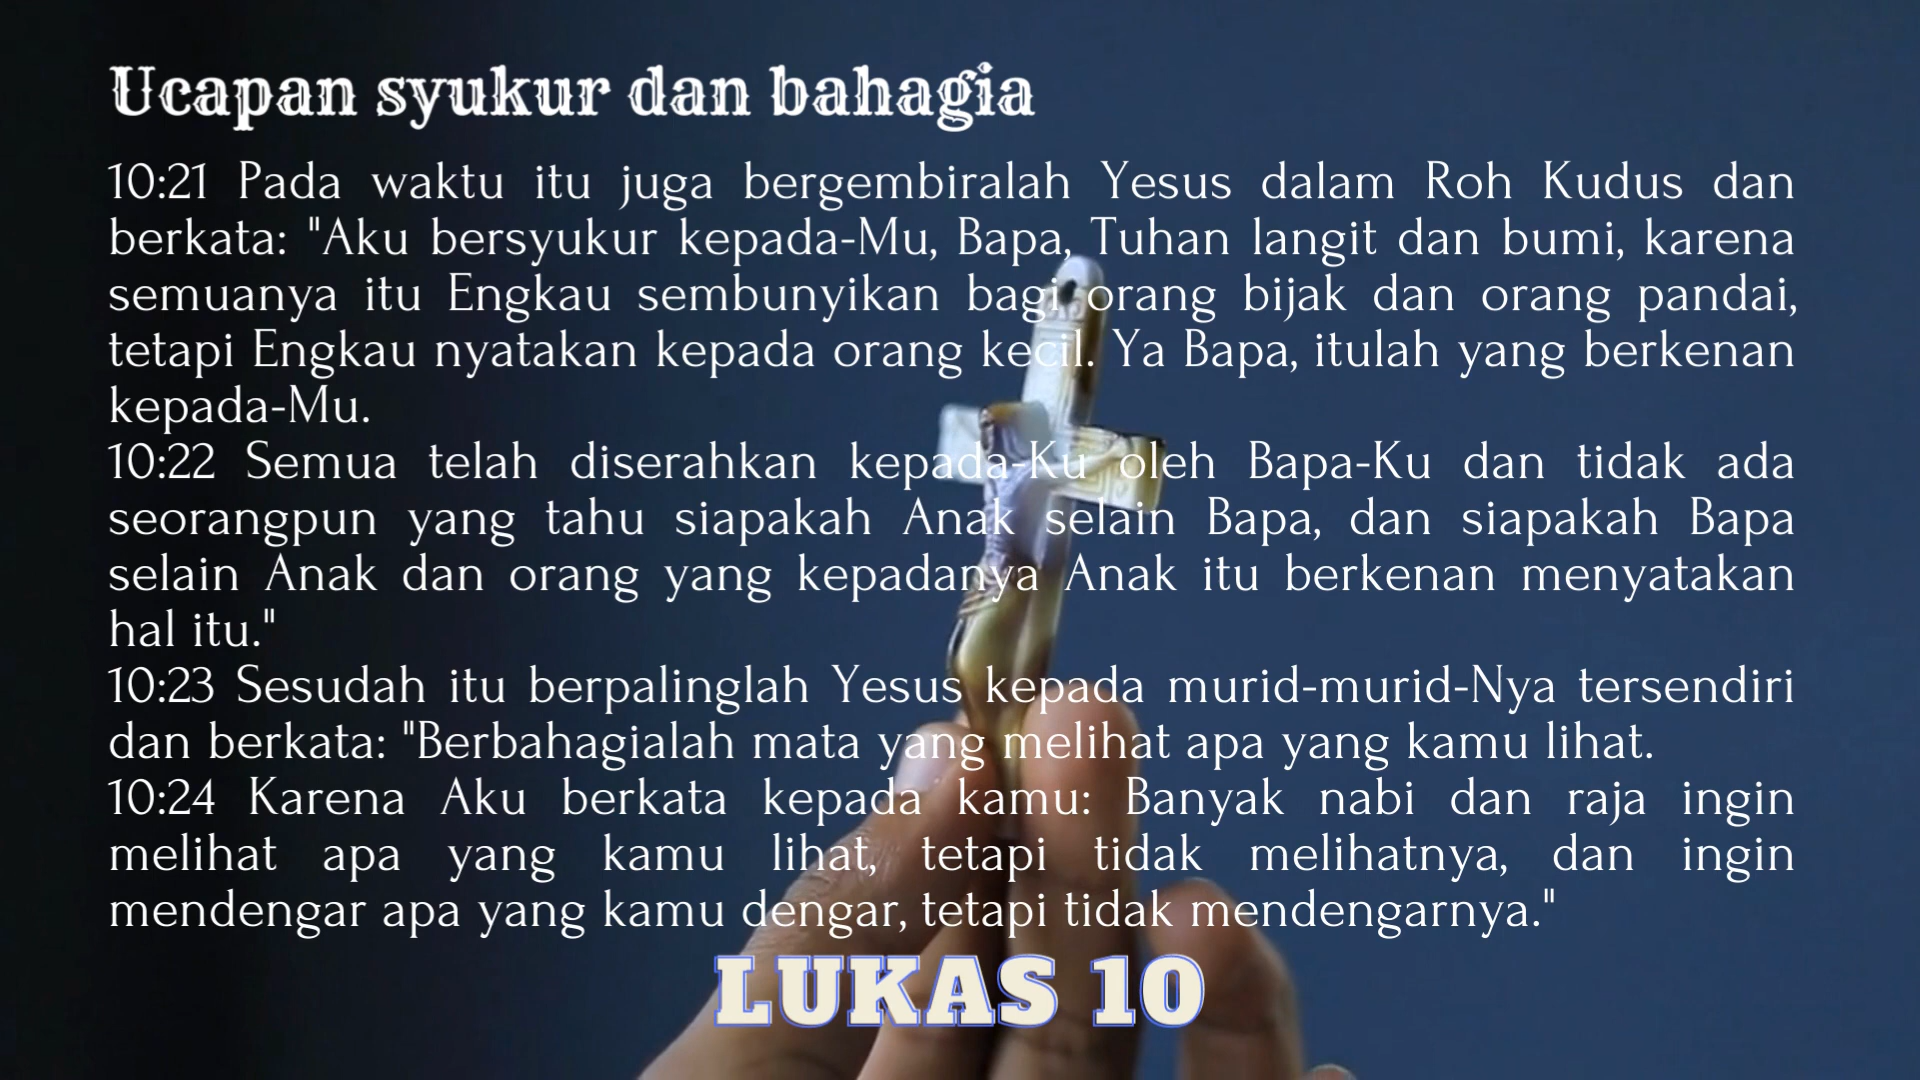 Ucapan syukur dan bahagia
10:21 Pada waktu itu juga bergembiralah Yesus dalam Roh Kudus dan
berkata: "Aku bersyukur kepada-Mu, Bapa, Tuhan langit dan bumi, karena
semuanya itu Engkau sembunyikan bagi orang bijak dan orang pandai,
tetapi Engkau nyatakan kepada orang kecil. Ya Bapa, itulah yang berkenan
kepada-Mu.
10:22 Semua telah diserahkan kepada-Ku oleh Bapa-Ku dan tidak ada
seorangpun yang tahu siapakah Anak selain Bapa, dan siapakah Bapa
selain Anak dan orang yang kepadanya Anak itu berkenan menyatakan
hal itu."
10:23 Sesudah itu berpalinglah Yesus kepada murid-murid-Nya tersendiri
dan berkata: "Berbahagialah mata yang melihat apa yang kamu lihat.
10:24 Karena Aku berkata kepada kamu: Banyak nabi dan raja ingin
melihat apa yang kamu lihat, tetapi tidak melihatnya, dan ingin
mendengar apa yang kamu dengar, tetapi tidak mendengarnya."
LUKAS 10